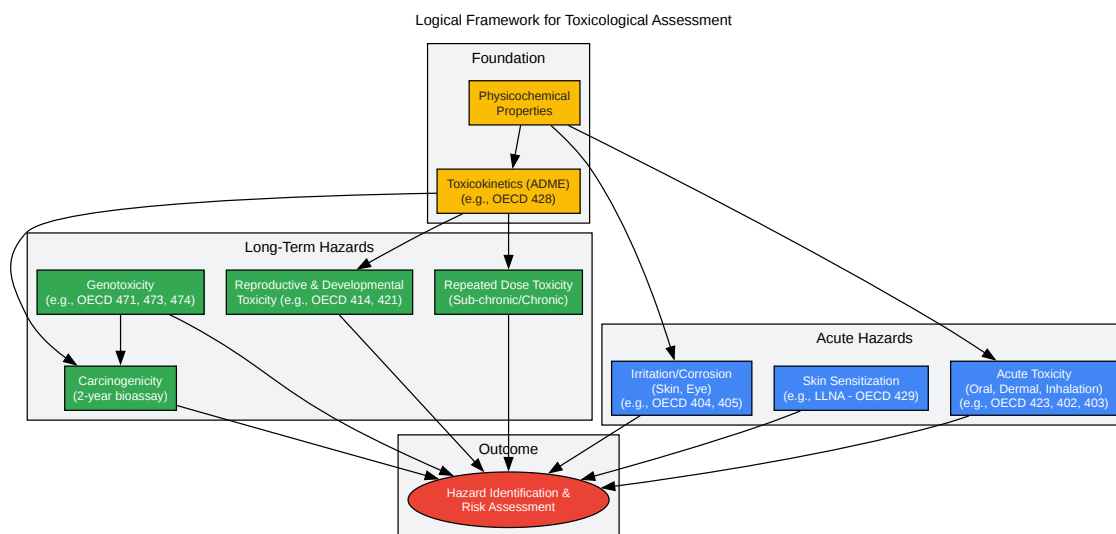 Logical Framework for Toxicological Assessment
Foundation
Physicochemical
Properties
Toxicokinetics (ADME)
(e.g., OECD 428)
Long-Term Hazards
Genotoxicity
(e.g., OECD 471, 473, 474)
Reproductive & Developmental
Toxicity (e.g., OECD 414, 421)
Repeated Dose Toxicity
(Sub-chronic/Chronic)
Carcinogenicity
(2-year bioassay)
Acute Hazards
Irritation/Corrosion
(Skin, Eye)
(e.g., OECD 404, 405)
Skin Sensitization
(e.g., LLNA - OECD 429)
Acute Toxicity
(Oral, Dermal, Inhalation)
(e.g., OECD 423, 402, 403)
Outcome
Hazard Identification &
Risk Assessment